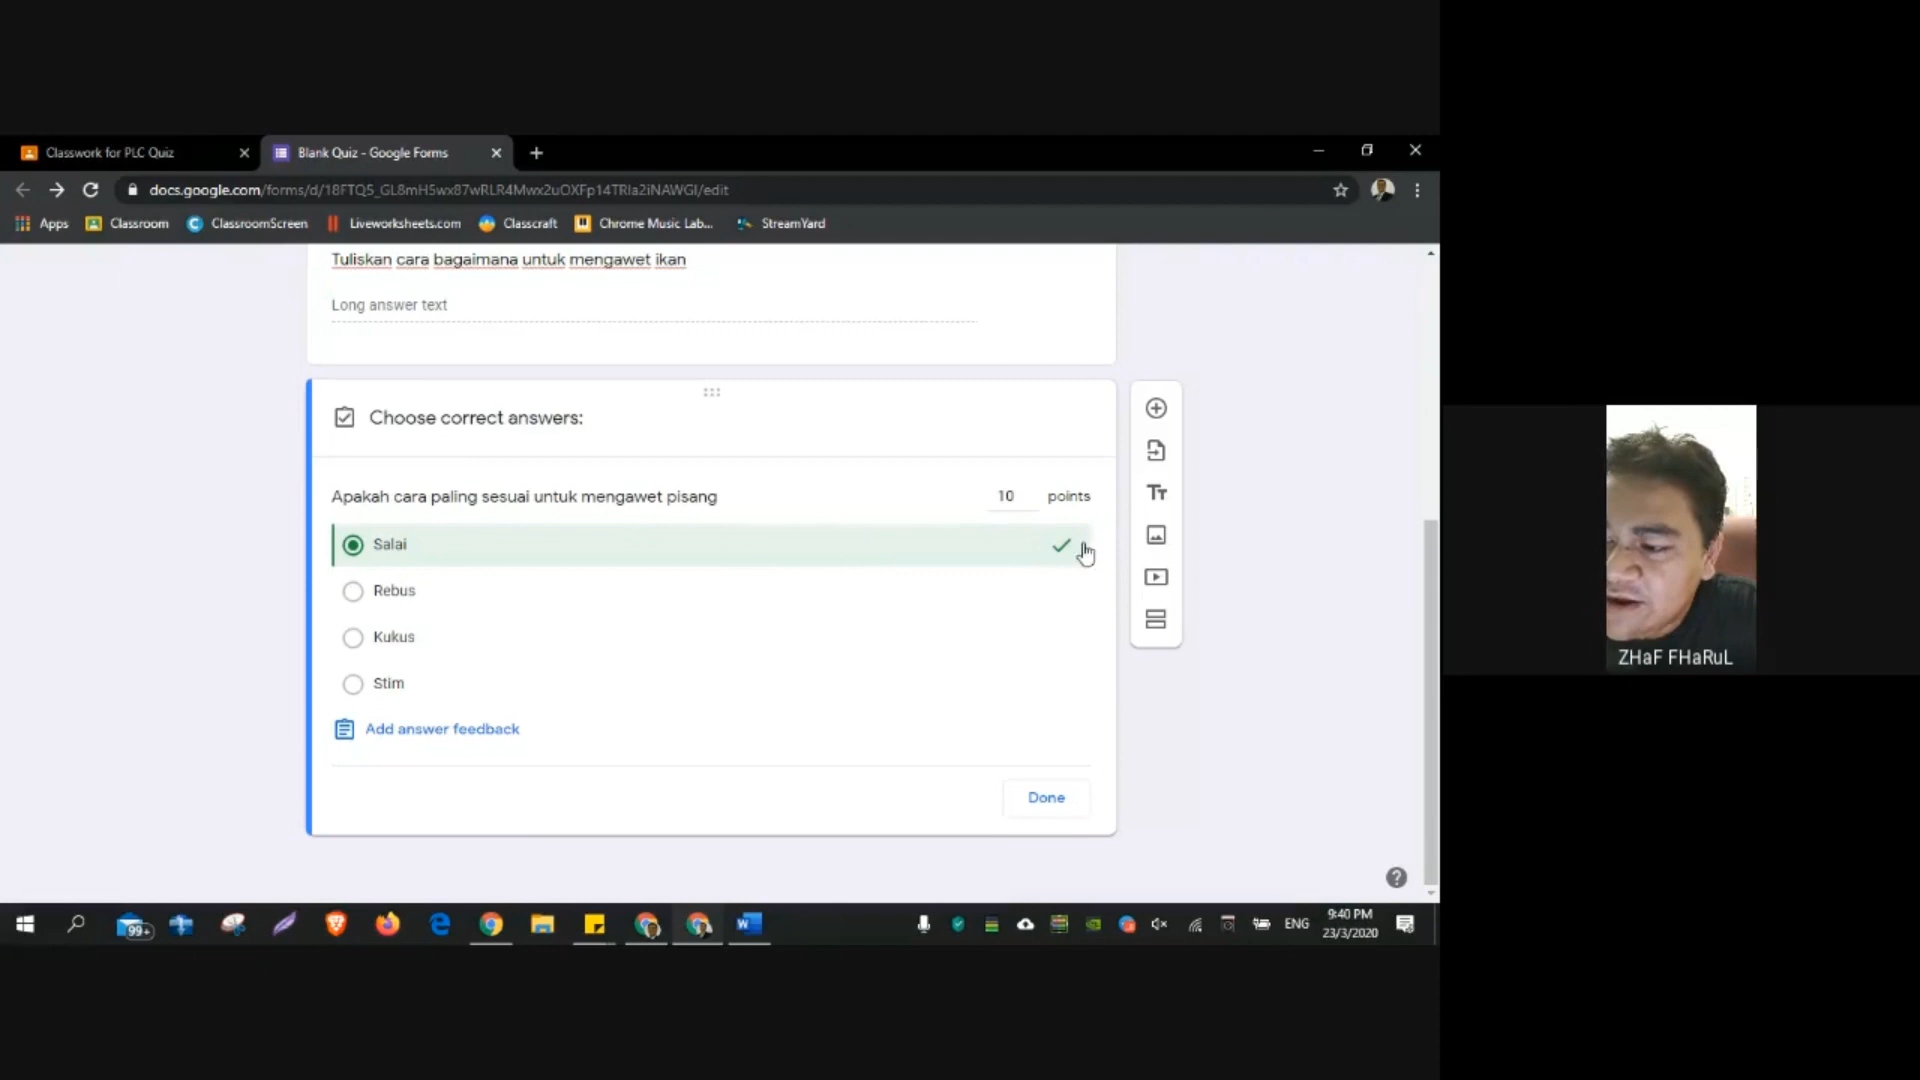 Classwork for PLC Quiz
Blank Quiz - Google Forms
docs.google.com/forms/d/18FTQ5_GL8mH5wx87wRLR4Mwx2uOXFp14TRla2iNAWGI/edit
Apps
Classroom
ClassroomScreen
Liveworksheets.com
Classcraft
Chrome Music Lab...
StreamYard
Tuliskan cara bagaimana untuk mengawet ikan
Long answer text
Choose correct answers:
Apakah cara paling sesuai untuk mengawet pisang
10 points
Salai
Rebus
Kukus
Stim
Add answer feedback
Done
ZHaF FHaRuL
99+
ENG
9:40 PM
23/3/2020